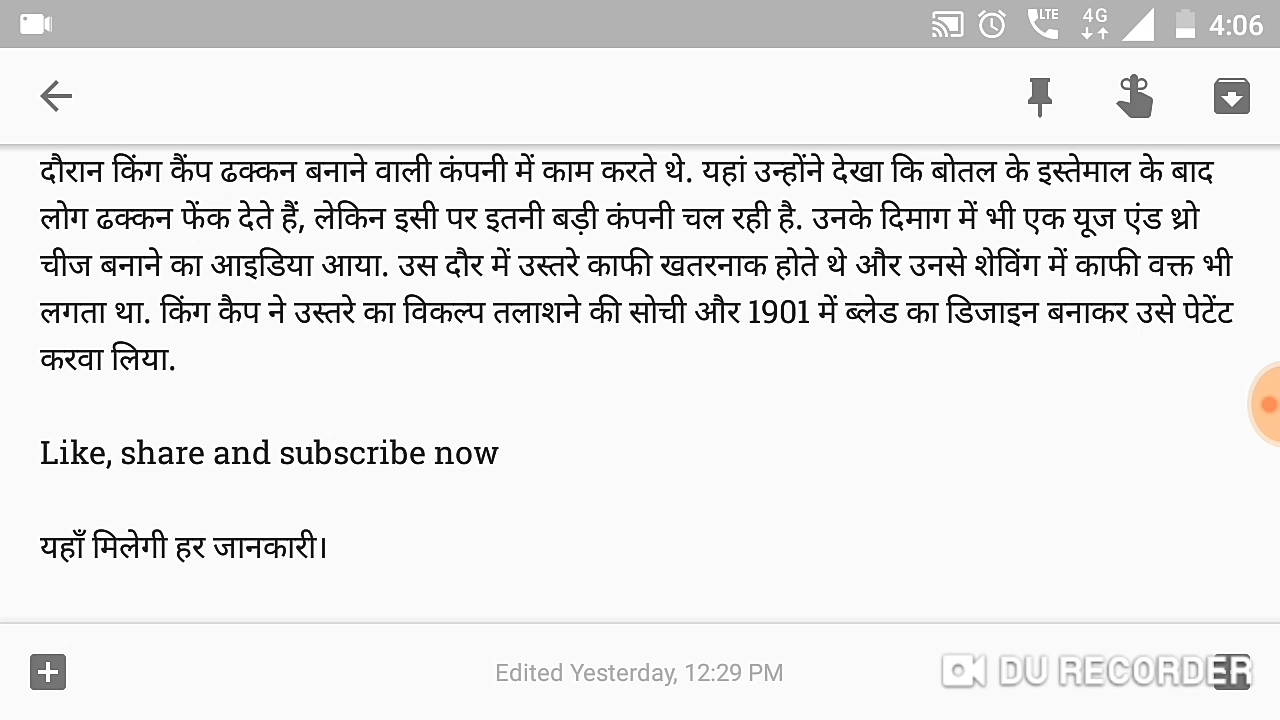 LTE 4G 4:06
दौरान किंग कैंप ढक्कन बनाने वाली कंपनी में काम करते थे. यहां उन्होंने देखा कि बोतल के इस्तेमाल के बाद
लोग ढक्कन फेंक देते हैं, लेकिन इसी पर इतनी बड़ी कंपनी चल रही है. उनके दिमाग में भी एक यूज एंड थ्रो
चीज बनाने का आइडिया आया. उस दौर में उस्तरे काफी खतरनाक होते थे और उनसे शेविंग में काफी वक्त भी
लगता था. किंग कैप ने उस्तरे का विकल्प तलाशने की सोची और 1901 में ब्लेड का डिजाइन बनाकर उसे पेटेंट
करवा लिया.
Like, share and subscribe now
यहाँ मिलेगी हर जानकारी।
Edited Yesterday, 12:29 PM
DU RECORDER